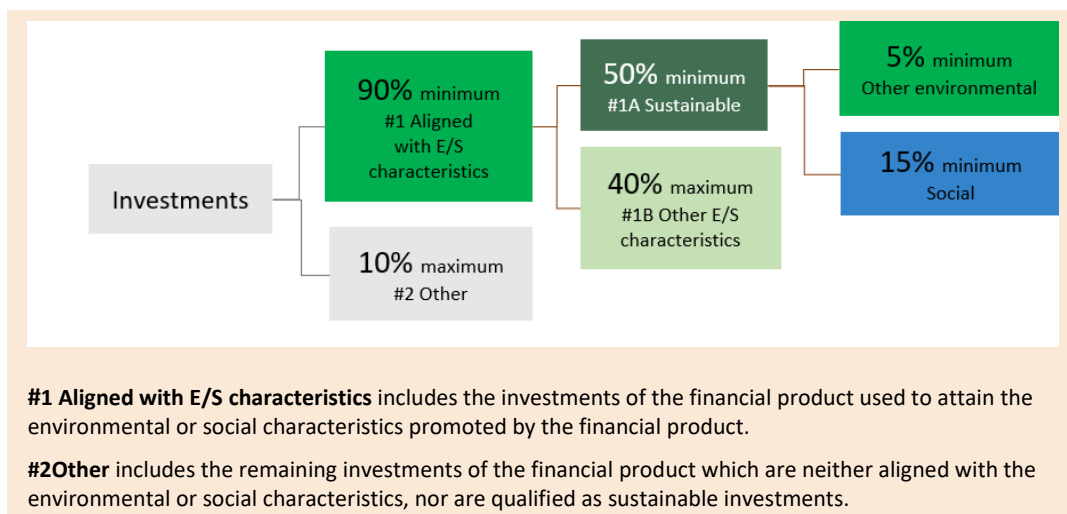 Investments
90% minimum
#1 Aligned
with E/S
characteristics
10% maximum
#2 Other
50% minimum
#1A Sustainable
40% maximum
#1B Other E/S
characteristics
5% minimum
Other environmental
15% minimum
Social
#1 Aligned with E/S characteristics includes the investments of the financial product used to attain the
environmental or social characteristics promoted by the financial product.
#2Other includes the remaining investments of the financial product which are neither aligned with the
environmental or social characteristics, nor are qualified as sustainable investments.